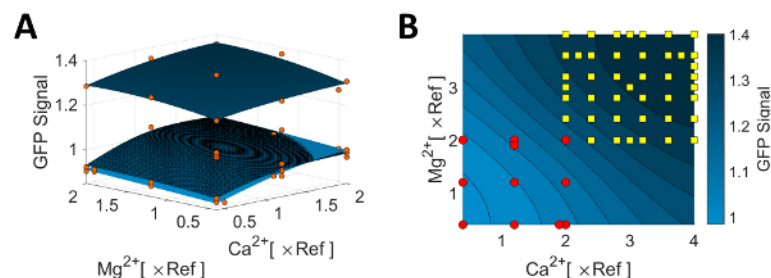 A
GFP Signal
1.4
1.2
1
2
1.5
1
0.5
0.5
1
1.5
2
Mg2+[ ×Ref ]
Ca2+[ ×Ref ]
B
Mg2+[ ×Ref ]
3
2
1
1
2
3
4
Ca2+[ ×Ref ]
1.4
1.3
1.2
1.1
1
GFP Signal